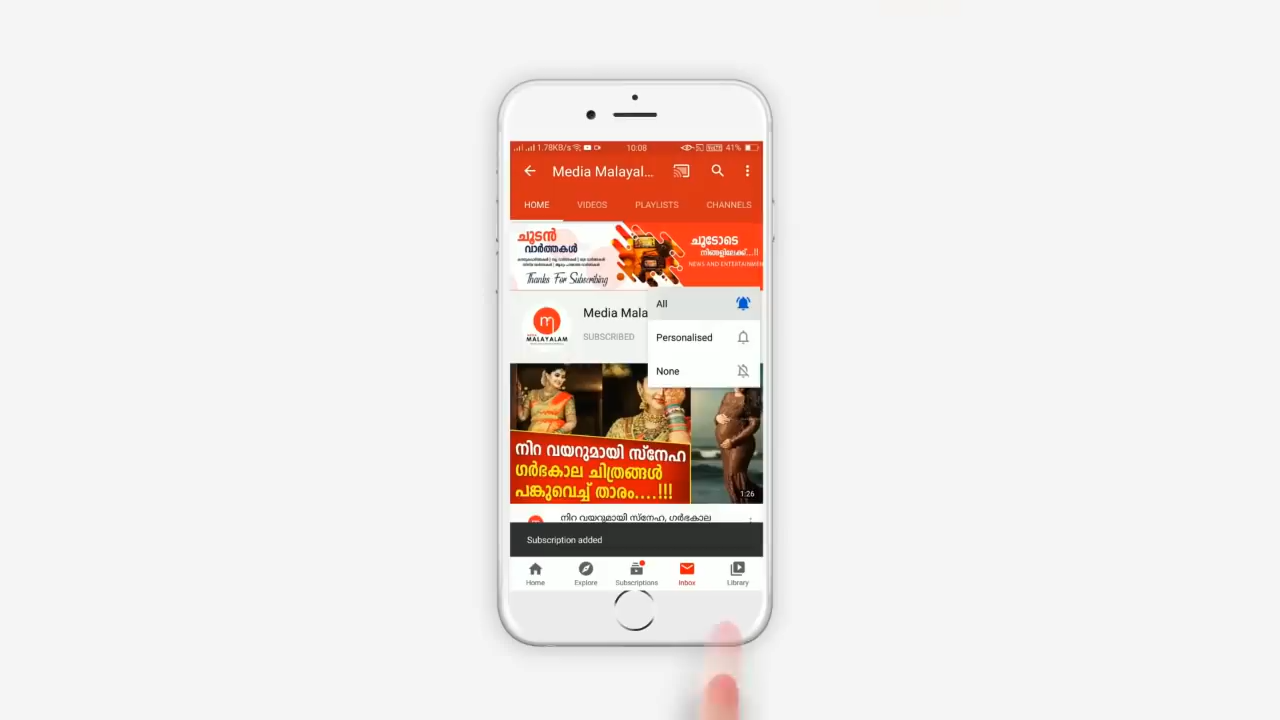 1.78KB/s
10:08
41%
Media Malayal...
HOME
VIDEOS
PLAYLISTS
CHANNELS
ചൂടൻ
വാർത്തകൾ
Thanks For Subscribing
ചൂടോടെ
നിങ്ങളിലേക്ക്...!!
NEWS AND ENTERTAINMEN
All
Media Mala
MALAYALAM
SUBSCRIBED
Personalised
None
നിറ വയറുമായി സ്നേഹ
ഗർഭകാല ചിത്രങ്ങൾ
പങ്കുവെച്ച് താരം....!!!
1:26
നിറ വയറുമായി സ്നേഹ, ഗർഭകാല
Subscription added
Home
Explore
Subscriptions
Inbox
Library